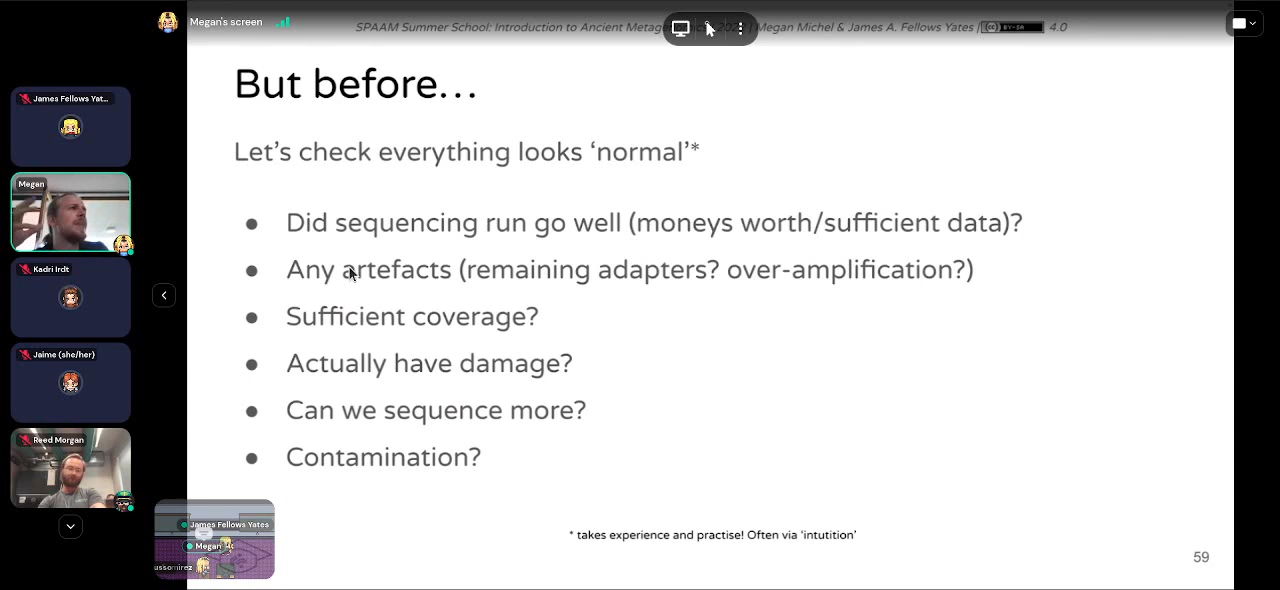 Megan's screen
SPAAM Summer School: Introduction to Ancient Metage | Megan Michel & James A. Fellows Yates | BY-SA 4.0
But before…
Let's check everything looks 'normal'*
● Did sequencing run go well (moneys worth/sufficient data)?
● Any artefacts (remaining adapters? over-amplification?)
● Sufficient coverage?
● Actually have damage?
● Can we sequence more?
● Contamination?
* takes experience and practise! Often via 'intutition'
59
James Fellows Yat...
Megan
Kadri Irdt
Jaime (she/her)
Reed Morgan
James Fellows Yates
Megan
ussomirez